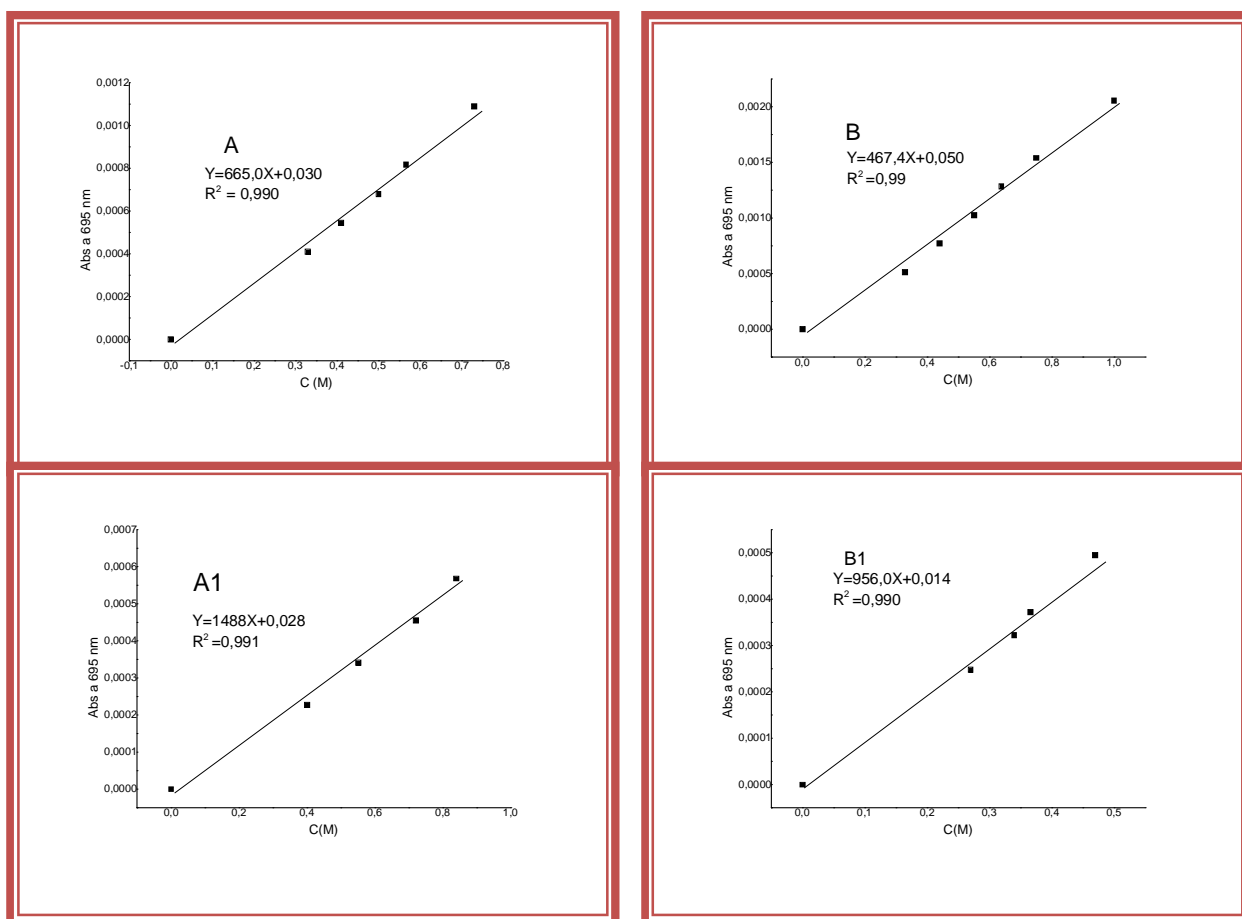 0,0012
0,0010
0,0008
0,0006
0,0004
0,0002
0,0000
Abs a 695 nm
A
Y=665,0X+0,030
R² = 0,990
-0,1 0,0 0,1 0,2 0,3 0,4 0,5 0,6 0,7 0,8
C (M)
0,0020
0,0015
0,0010
0,0005
0,0000
Abs a 695 nm
B
Y=467,4X+0,050
R² =0,99
0,0 0,2 0,4 0,6 0,8 1,0
C(M)
0,0007
0,0006
0,0005
0,0004
0,0003
0,0002
0,0001
0,0000
Abs a 695 nm
A1
Y=1488X+0,028
R² =0,991
0,0 0,2 0,4 0,6 0,8 1,0
C(M)
0,0005
0,0004
0,0003
0,0002
0,0001
0,0000
Abs a 695 nm
B1
Y=956,0X+0,014
R² =0,990
0,0 0,1 0,2 0,3 0,4 0,5
C(M)